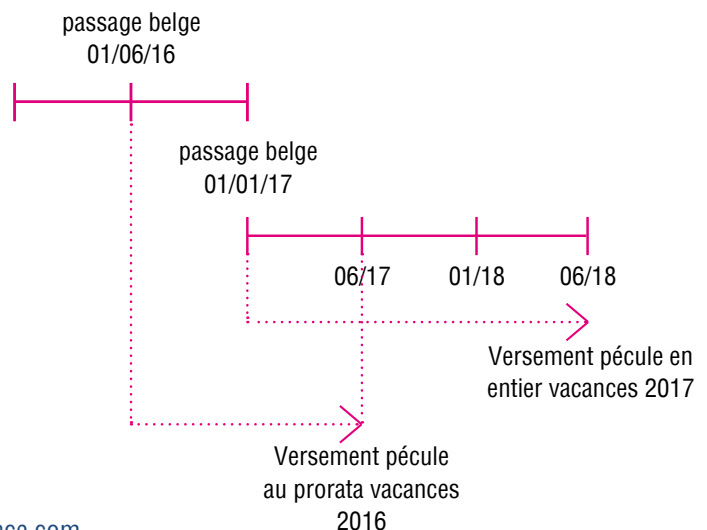 passage belge
01/06/16
passage belge
01/01/17
06/17
01/18
06/18
Versement pécule en
entier vacances 2017
Versement pécule
au prorata vacances
2016